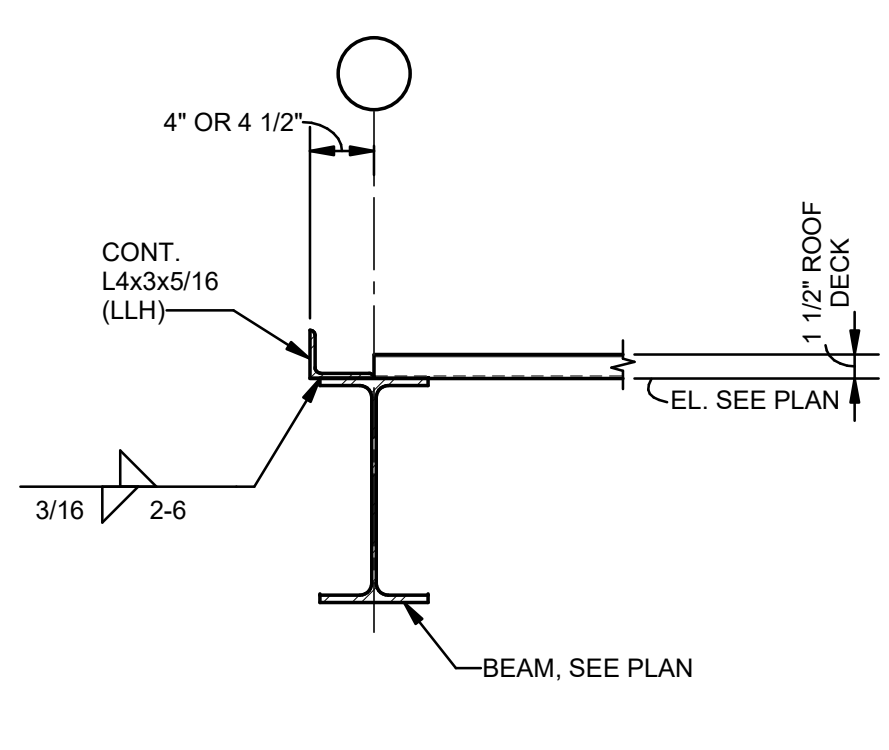 4" OR 4 1/2"
CONT.
L4x3x5/16
(LLH)
1 1/2" ROOF
DECK
EL. SEE PLAN
3/16 2-6
BEAM, SEE PLAN